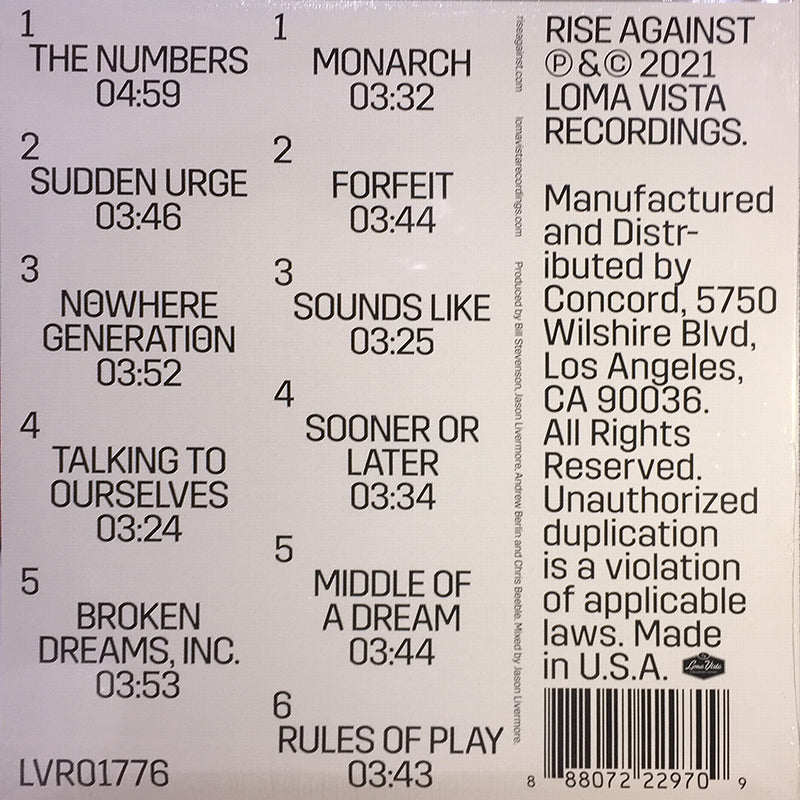 1
THE NUMBERS
04:59
2
SUDDEN URGE
03:46
3
NOWHERE
GENERATION
03:52
4
TALKING TO
OURSELVES
03:24
5
BROKEN
DREAMS, INC.
03:53
LVR01776
1
MONARCH
03:32
2
FORFEIT
03:44
3
SOUNDS LIKE
03:25
4
SOONER OR
LATER
03:34
5
MIDDLE OF
A DREAM
03:44
6
RULES OF PLAY
03:43
riseagainst.com lomavistarecordings.com Produced by Bill Stevenson, Jason Livermore, Andrew Berlin and Chris Beeble. Mixed by Jason Livermore.
RISE AGAINST
Ⓟ & © 2021
LOMA VISTA
RECORDINGS.
Manufactured
and Distr-
ibuted by
Concord, 5750
Wilshire Blvd,
Los Angeles,
CA 90036.
All Rights
Reserved.
Unauthorized
duplication
is a violation
of applicable
laws. Made
in U.S.A.
Loma Vista
8 88072 22970 9